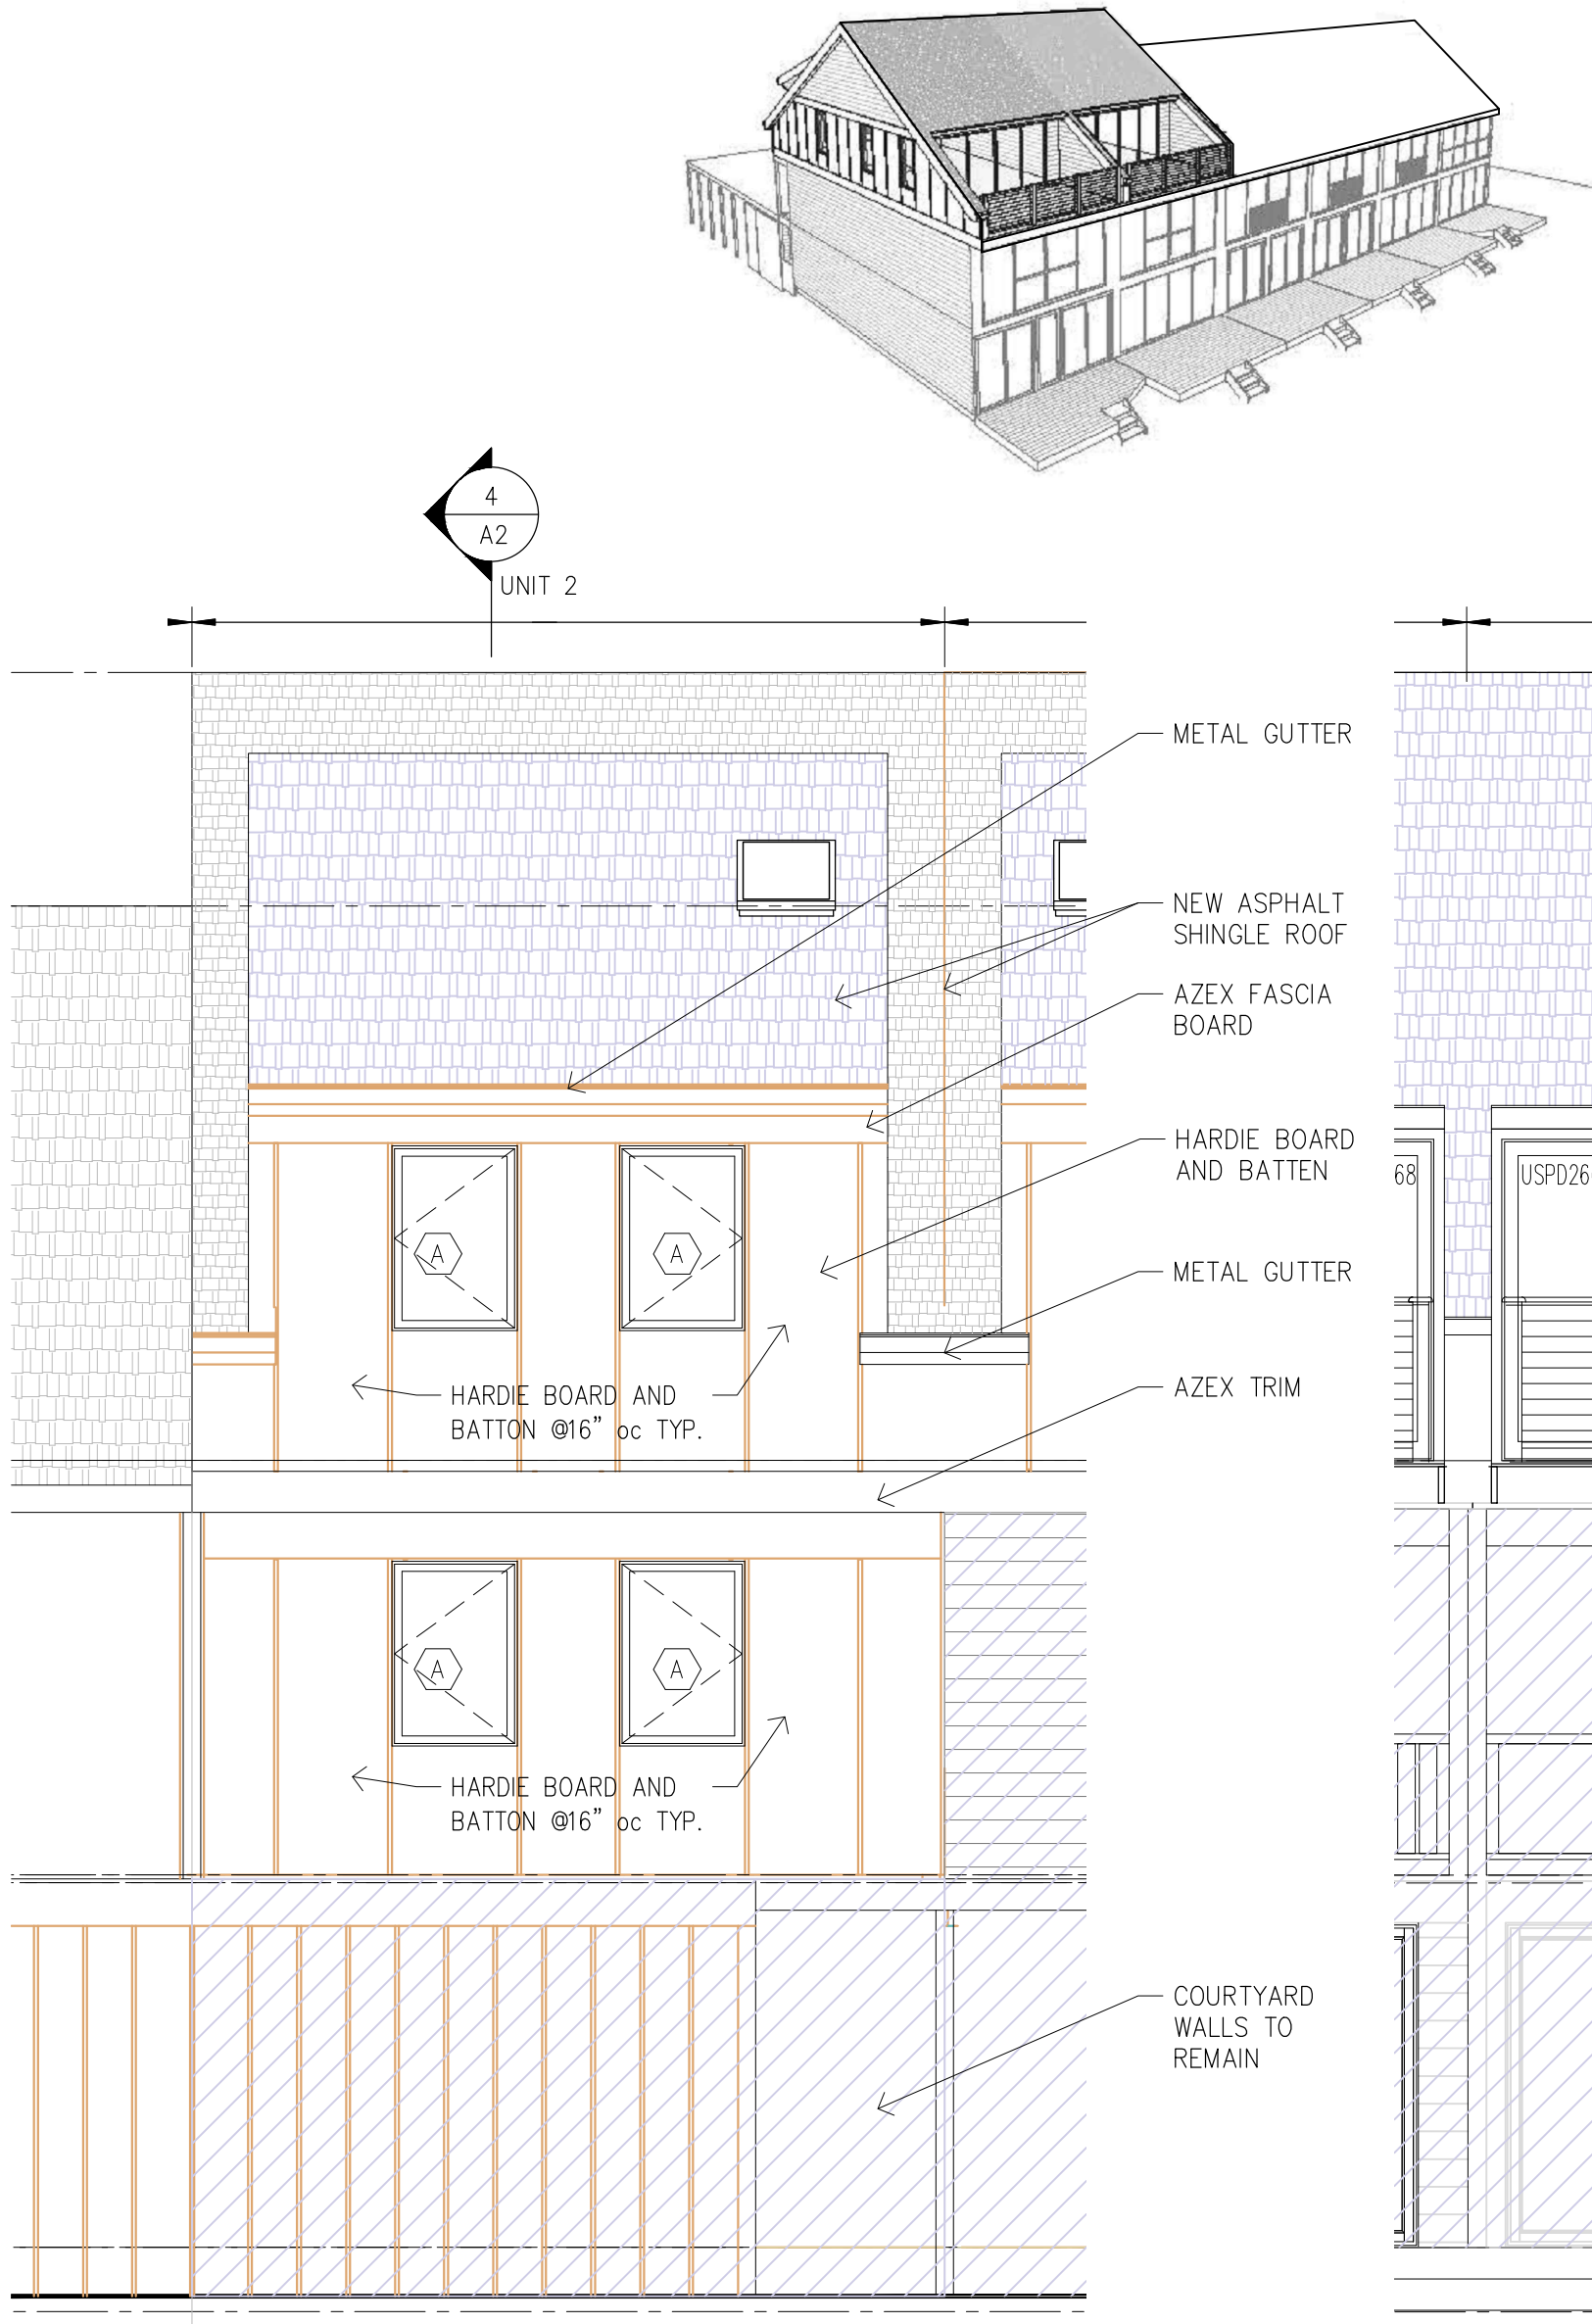 4
A2
UNIT 2
METAL GUTTER
NEW ASPHALT
SHINGLE ROOF
AZEX FASCIA
BOARD
HARDIE BOARD
AND BATTEN
68
USPD26
A
A
METAL GUTTER
HARDIE BOARD AND
BATTON @16" oc TYP.
AZEX TRIM
A
A
HARDIE BOARD AND
BATTON @16" oc TYP.
COURTYARD
WALLS TO
REMAIN